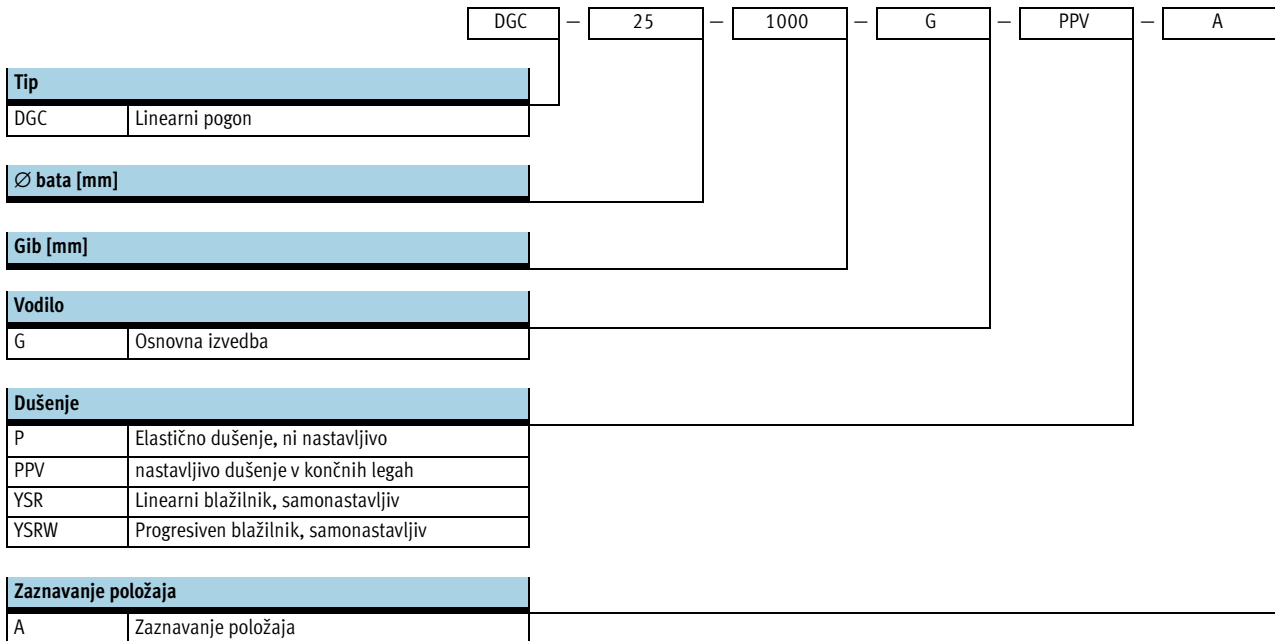 DGC – 25 – 1000 – G – PPV – A
Tip
DGC Linearni pogon
∅ bata [mm]
Gib [mm]
Vodilo
G Osnovna izvedba
Dušenje
P Elastično dušenje, ni nastavljivo
PPV nastavljivo dušenje v končnih legah
YSR Linearni blažilnik, samonastavljiv
YSRW Progresiven blažilnik, samonastavljiv
Zaznavanje položaja
A Zaznavanje položaja